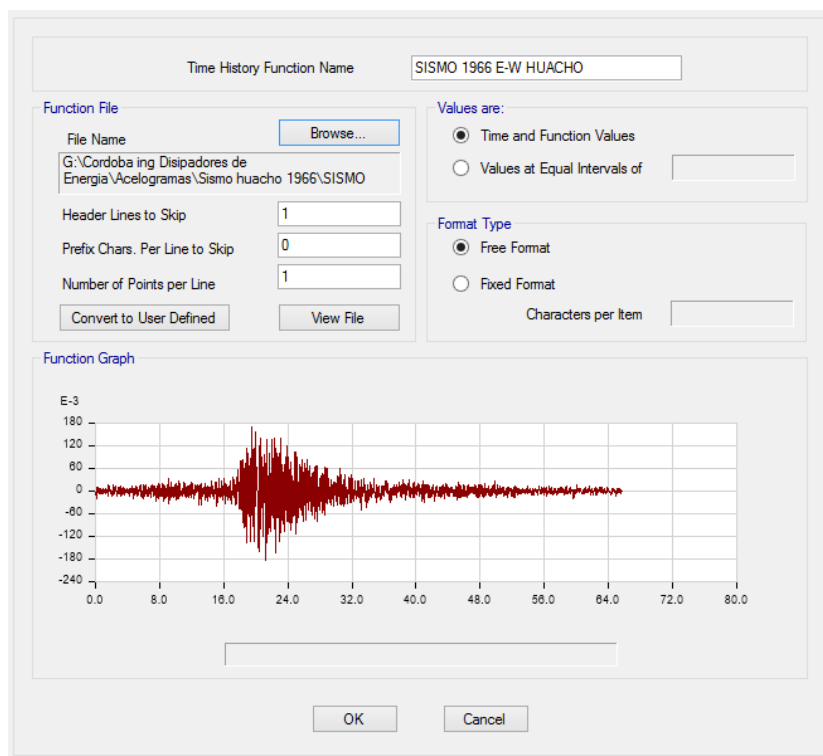 Time History Function Name
SISMO 1966 E-W HUACHO
Function File
File Name
Browse...
G:\Cordoba ing Disipadores de
Energia\Acelogramas\Sismo huacho 1966\SISMO
Header Lines to Skip
1
Prefix Chars. Per Line to Skip
0
Number of Points per Line
1
Convert to User Defined
View File
Values are:
Time and Function Values
Values at Equal Intervals of
Format Type
Free Format
Fixed Format
Characters per Item
Function Graph
E-3
180
120
60
0
-60
-120
-180
-240
0.0 8.0 16.0 24.0 32.0 40.0 48.0 56.0 64.0 72.0 80.0
OK
Cancel